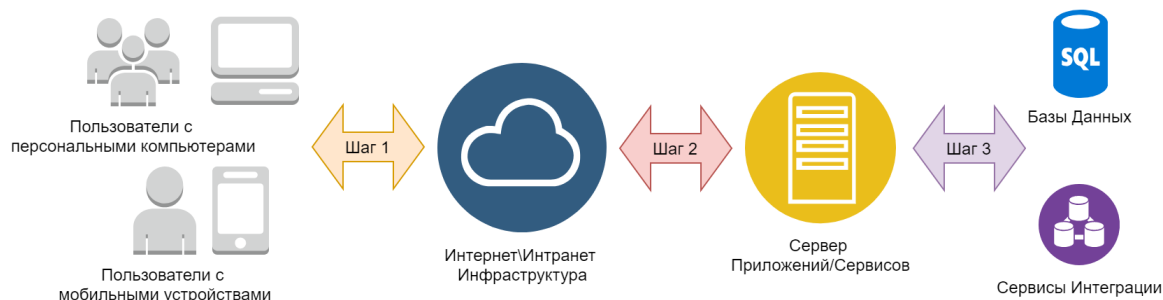 SQL
Базы Данных
Пользователи с
персональными компьютерами
Шаг 1
Шаг 2
Шаг 3
Интернет\Интранет
Инфраструктура
Сервер
Приложений/Сервисов
Пользователи с
мобильными устройствами
Сервисы Интеграции